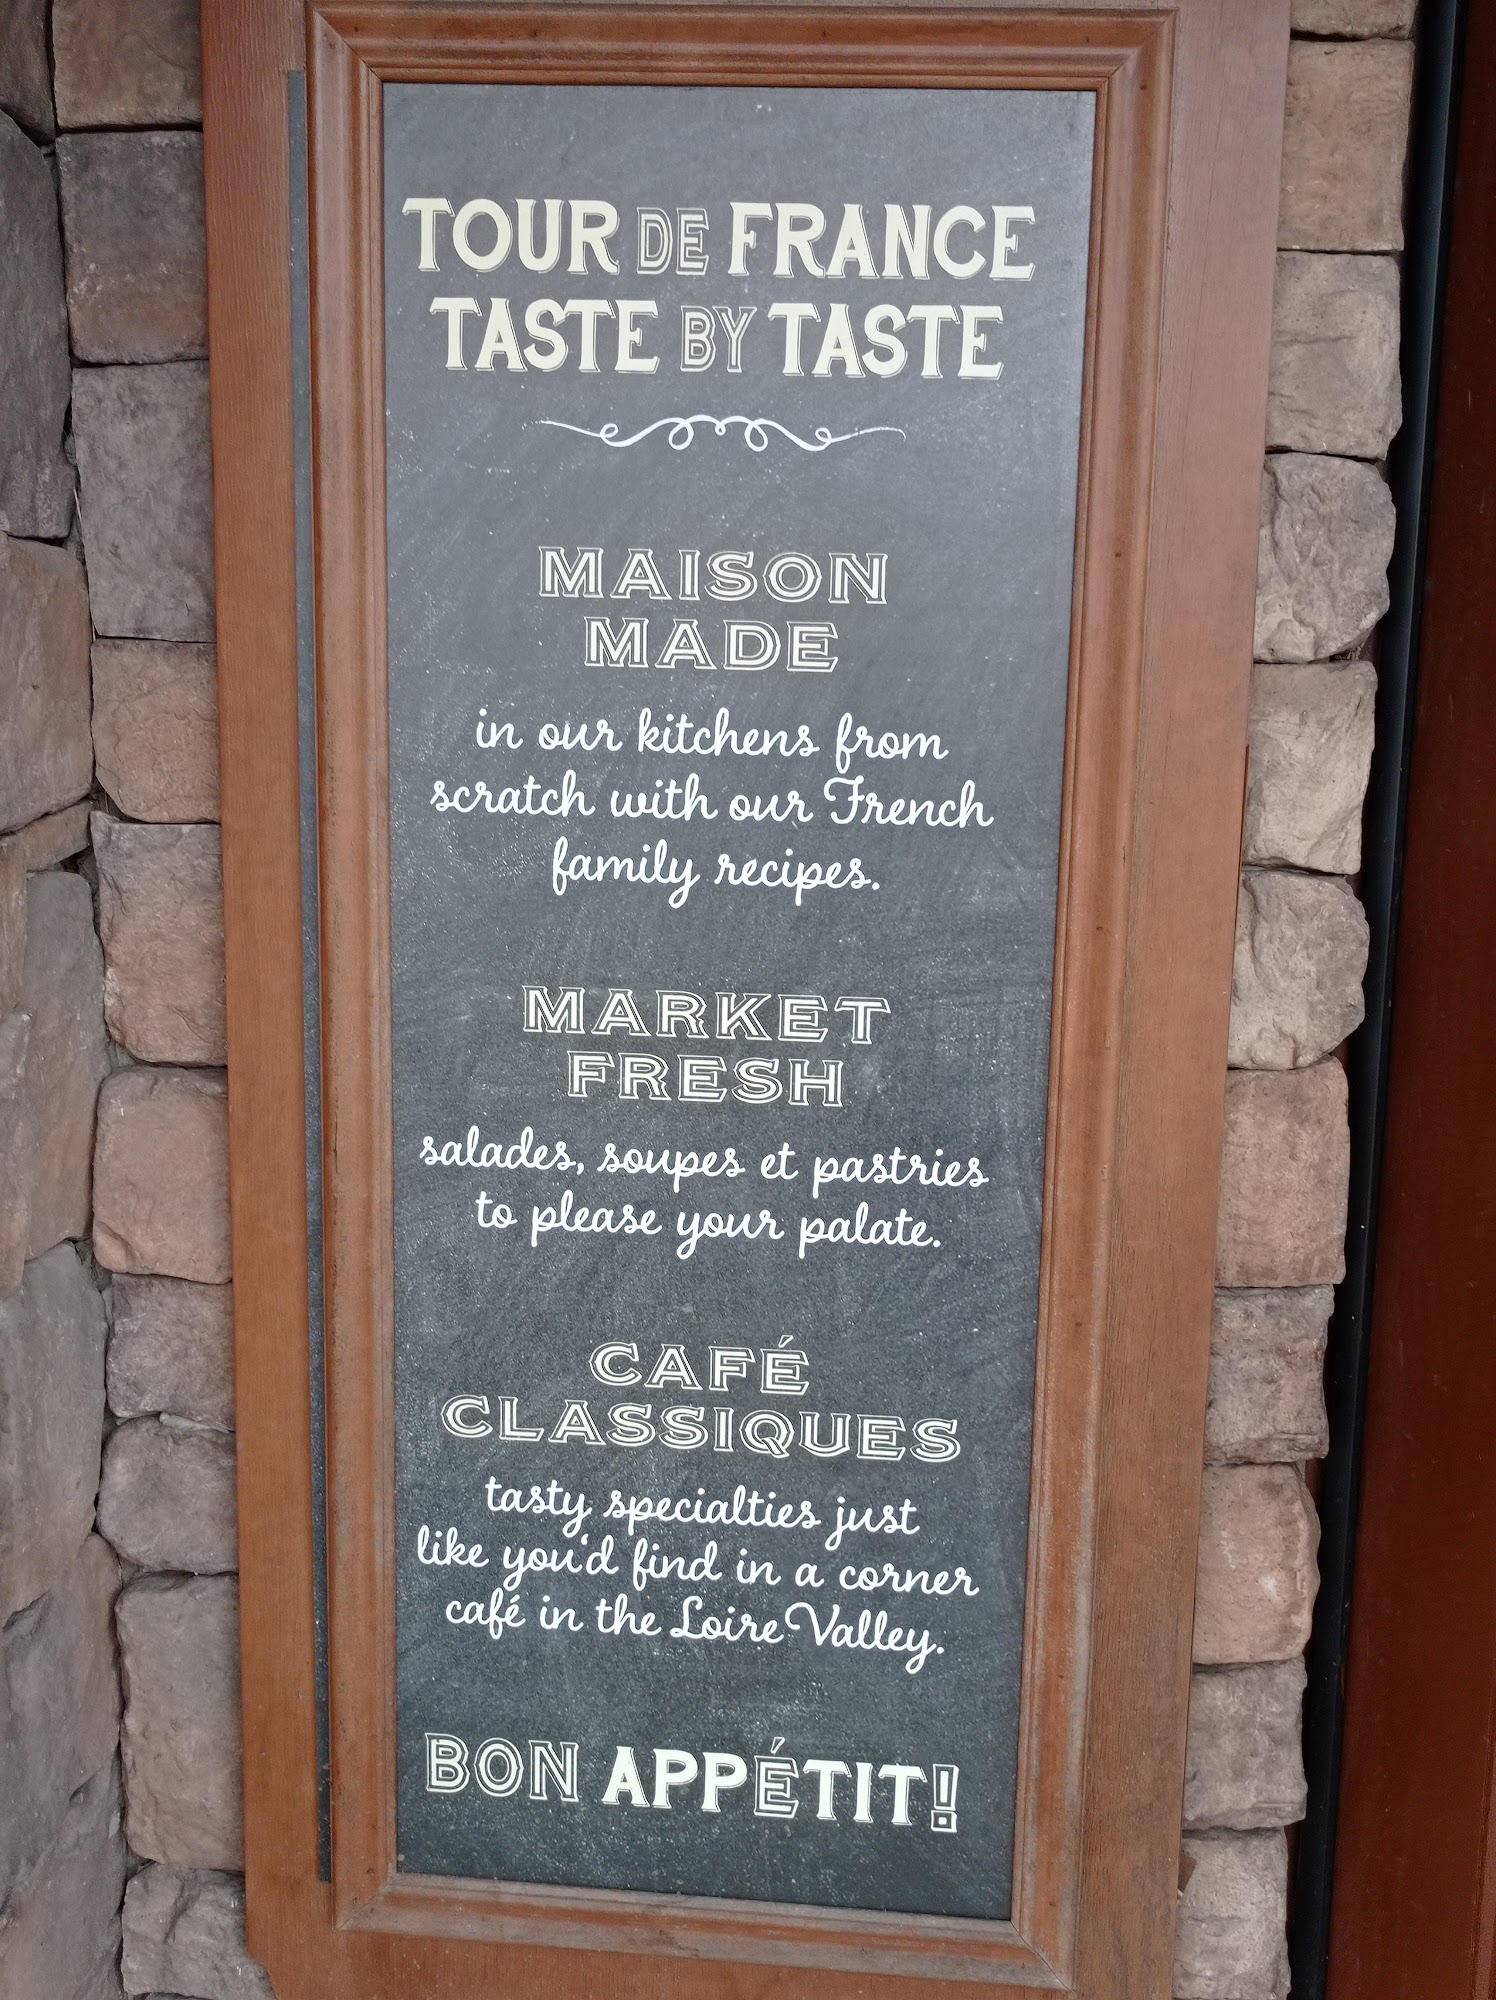 TOUR DE FRANCE
TASTE BY TASTE
MAISON
MADE
in our kitchens from
scratch with our French
family recipes.
MARKET
FRESH
salades, soupes et pastries
to please your palate.
CAFÉ
CLASSIQUES
tasty specialties just
like you'd find in a corner
café in the Loire Valley.
BON APPÉTIT!